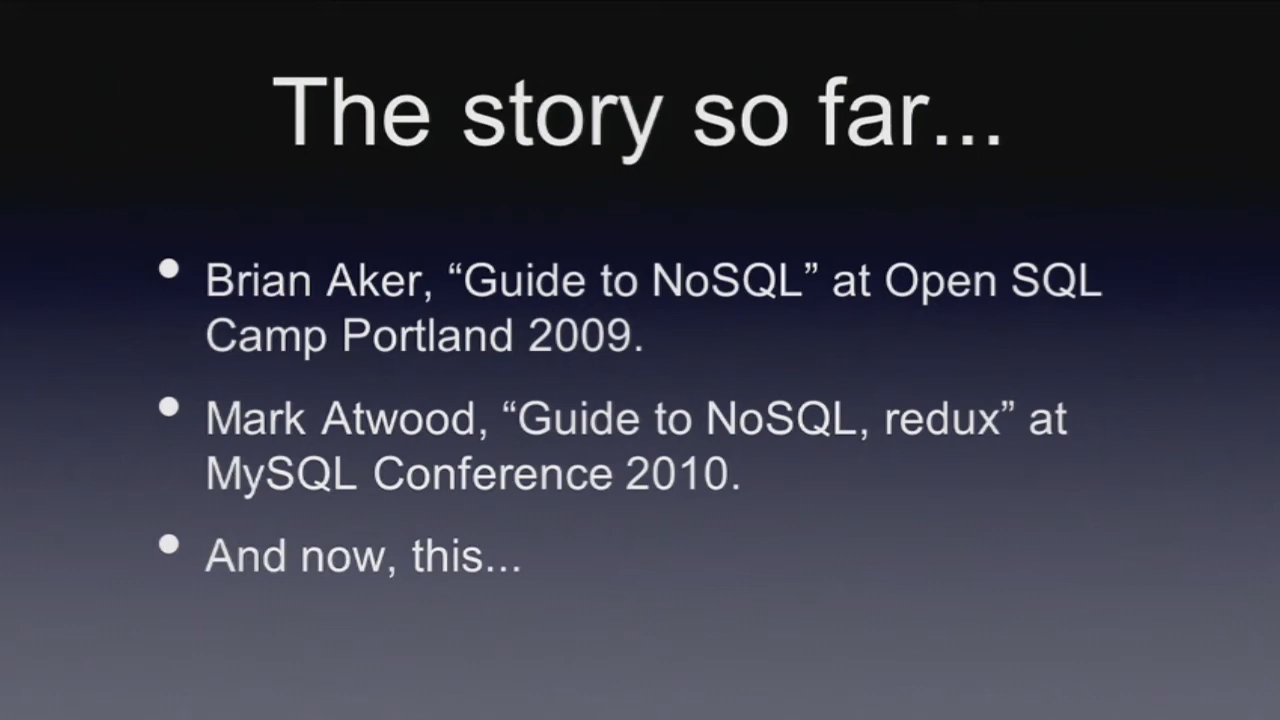 The story so far...
• Brian Aker, “Guide to NoSQL” at Open SQL
Camp Portland 2009.
• Mark Atwood, “Guide to NoSQL, redux” at
MySQL Conference 2010.
• And now, this...